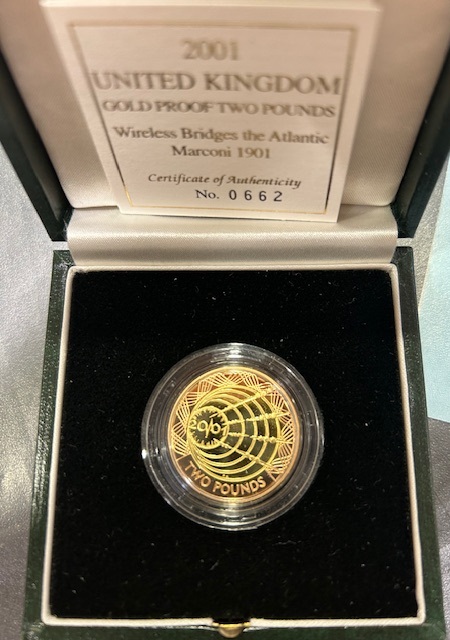 2001
UNITED KINGDOM
GOLD PROOF TWO POUNDS
Wireless Bridges the Atlantic
Marconi 1901
Certificate of Authenticity
No. 0662
2001
TWO POUNDS